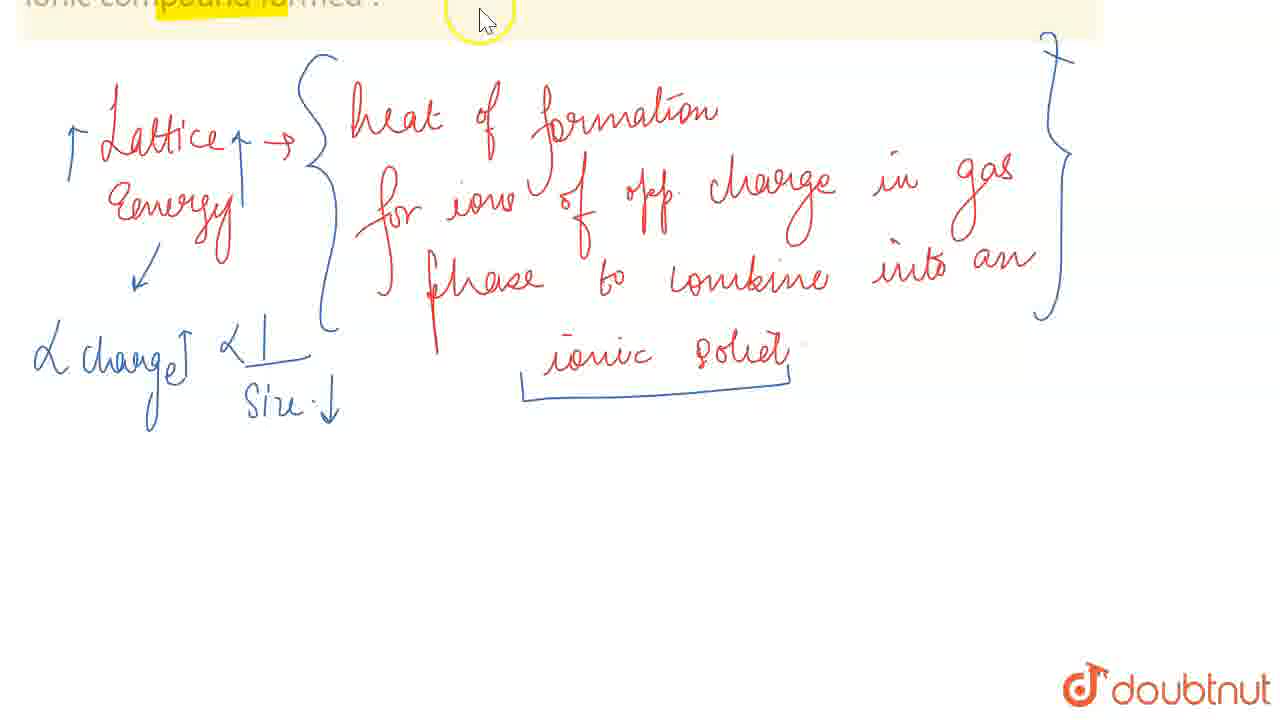 ionic compound formed :
↑ Lattice ↑ → { heat of formation
Energy
for ions of opp. charge in gas
phase to combine into an
ionic solid }
∝ charge↑ ∝ 1/Size ↓
doubtnut